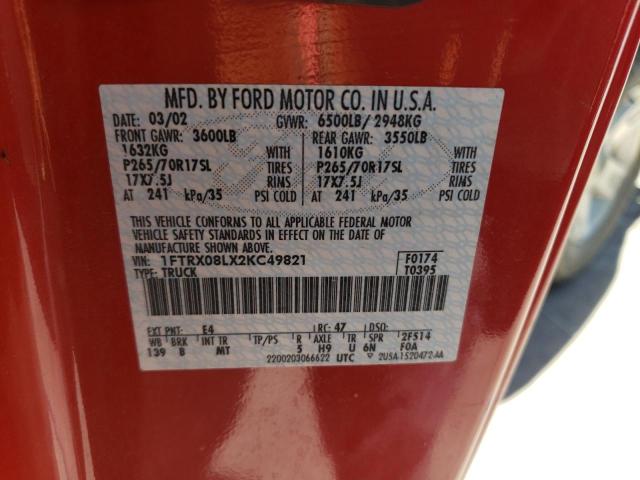 MFD. BY FORD MOTOR CO. IN U.S.A.
DATE: 03/02 GVWR: 6500LB/ 2948KG
FRONT GAWR: 3600LB REAR GAWR: 3550LB
1632KG WITH 1610KG WITH
P265/70R17SL TIRES P265/70R17SL TIRES
17X7.5J RIMS 17X7.5J RIMS
AT 241 kPa/35 PSI COLD AT 241 kPa/35 PSI COLD
THIS VEHICLE CONFORMS TO ALL APPLICABLE FEDERAL MOTOR
VEHICLE SAFETY STANDARDS IN EFFECT ON THE DATE OF
MANUFACTURE SHOWN ABOVE.
VIN: 1FTRX08LX2KC49821 F0174
TYPE: TRUCK T0395
EXT PNT: E4 RC: 47 DSO:
WB BRK INT TR TP/PS R AXLE TR SPR 2F514
139 B MT 5 H9 U 6N F0A
2200203066622 UTC 2USA-1520472-AA